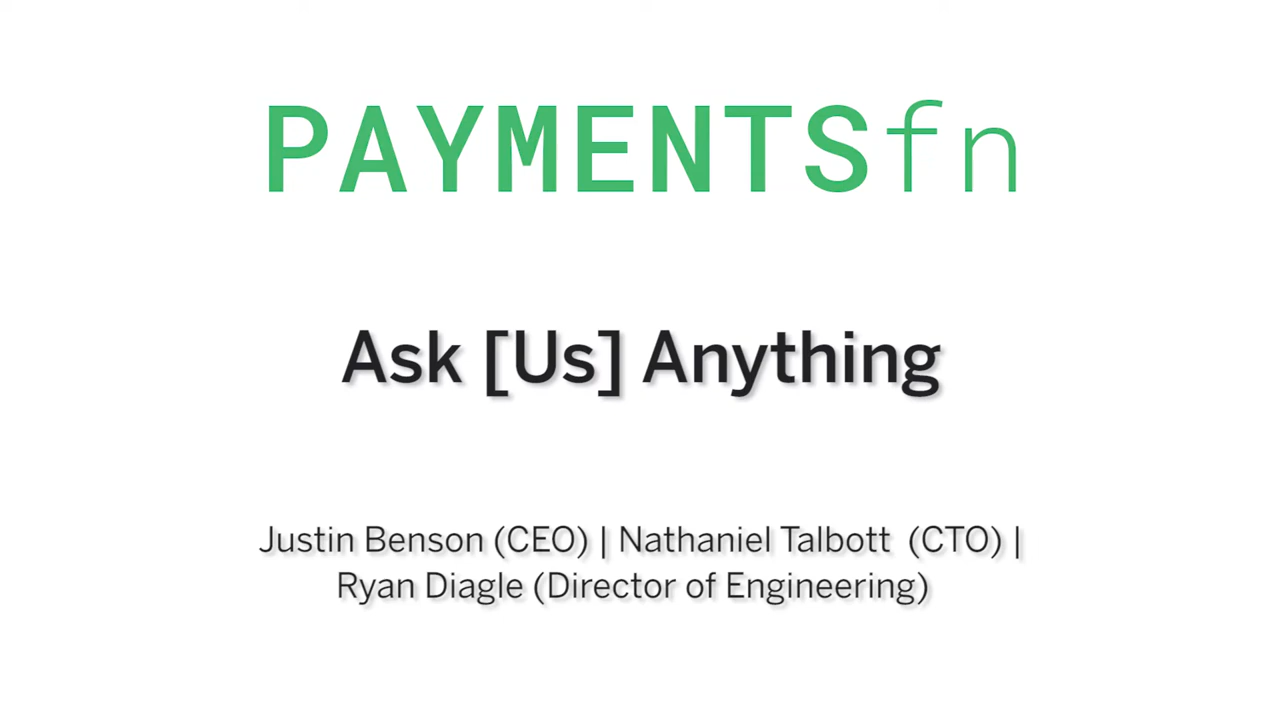 PAYMENTSfn
Ask [Us] Anything
Justin Benson (CEO) | Nathaniel Talbott (CTO) |
Ryan Diagle (Director of Engineering)